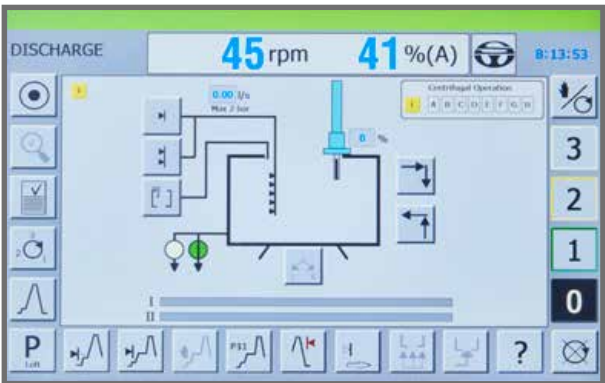 DISCHARGE 45 rpm 41 %(A) 8:13:53
0.00 l/s
Max 2 bar
Centrifugal Operation
A B C D E F G H
0 %
3
2
1
0
I
II
P
Left
P11
?